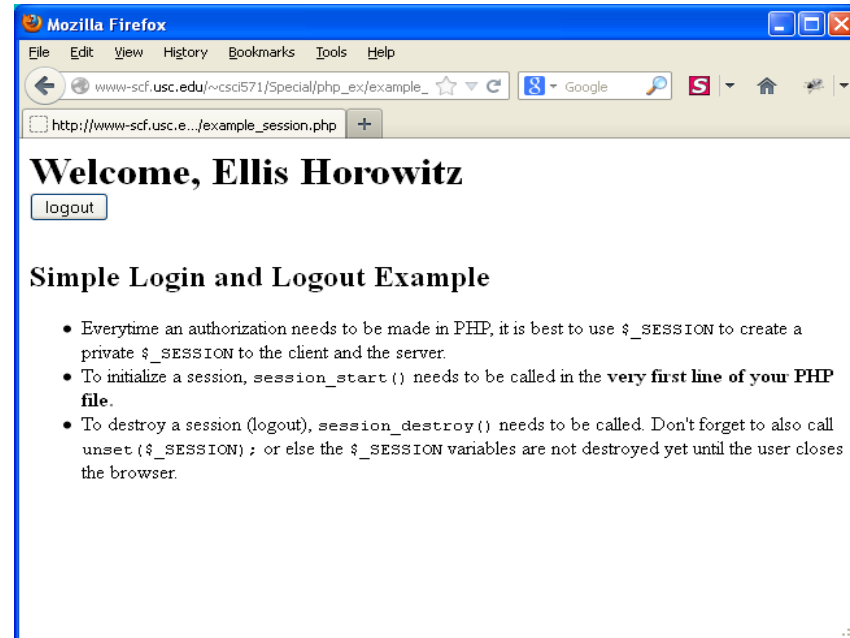 Mozilla Firefox
File Edit View History Bookmarks Tools Help
www-scf.usc.edu/~csci571/Special/php_ex/example_
Google
http://www-scf.usc.e.../example_session.php
Welcome, Ellis Horowitz
logout
Simple Login and Logout Example
• Everytime an authorization needs to be made in PHP, it is best to use $_SESSION to create a
private $_SESSION to the client and the server.
• To initialize a session, session_start() needs to be called in the very first line of your PHP
file.
• To destroy a session (logout), session_destroy() needs to be called. Don't forget to also call
unset($_SESSION); or else the $_SESSION variables are not destroyed yet until the user closes
the browser.